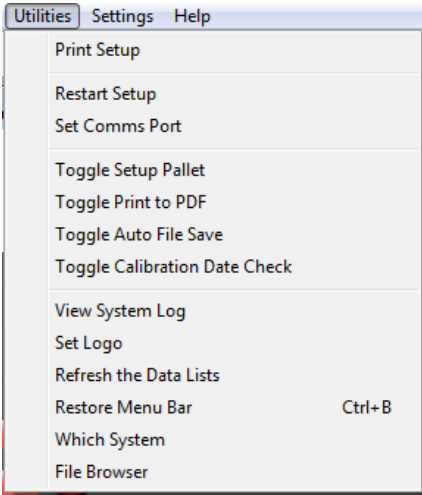 Utilities Settings Help
Print Setup
Restart Setup
Set Comms Port
Toggle Setup Pallet
Toggle Print to PDF
Toggle Auto File Save
Toggle Calibration Date Check
View System Log
Set Logo
Refresh the Data Lists
Restore Menu Bar Ctrl+B
Which System
File Browser